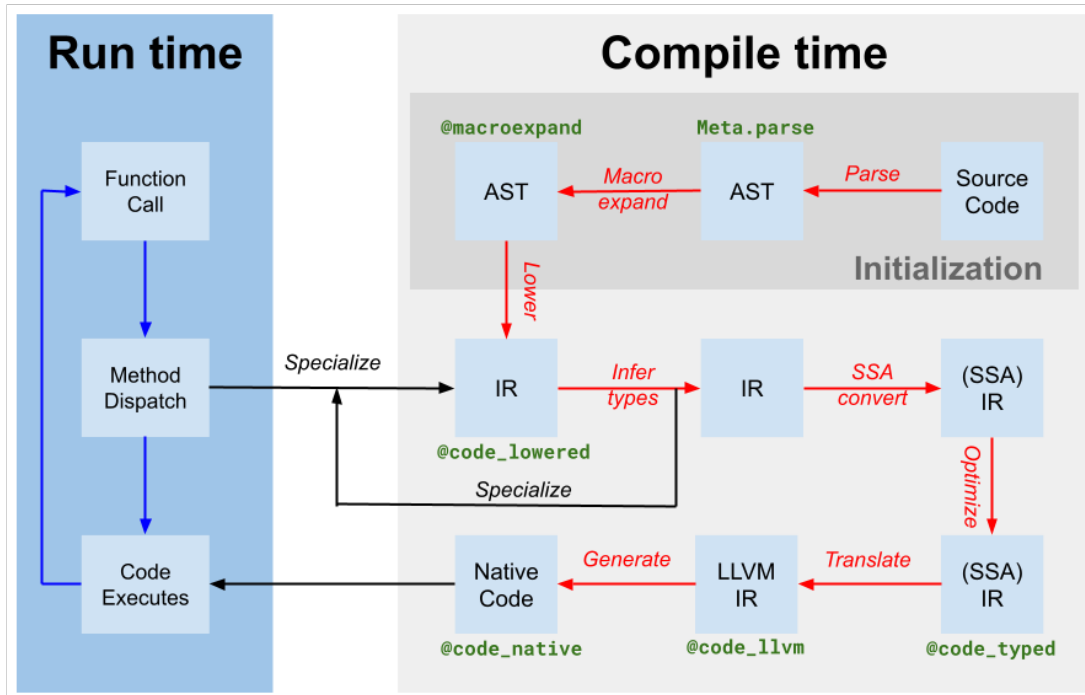 Run time
Compile time
@macroexpand
Meta.parse
Function
Call
AST
Macro
expand
AST
Parse
Source
Code
Initialization
Lower
Specialize
Method
Dispatch
IR
Infer
types
IR
SSA
convert
(SSA)
IR
@code_lowered
Specialize
Optimize
Code
Executes
Native
Code
Generate
LLVM
IR
Translate
(SSA)
IR
@code_native
@code_llvm
@code_typed